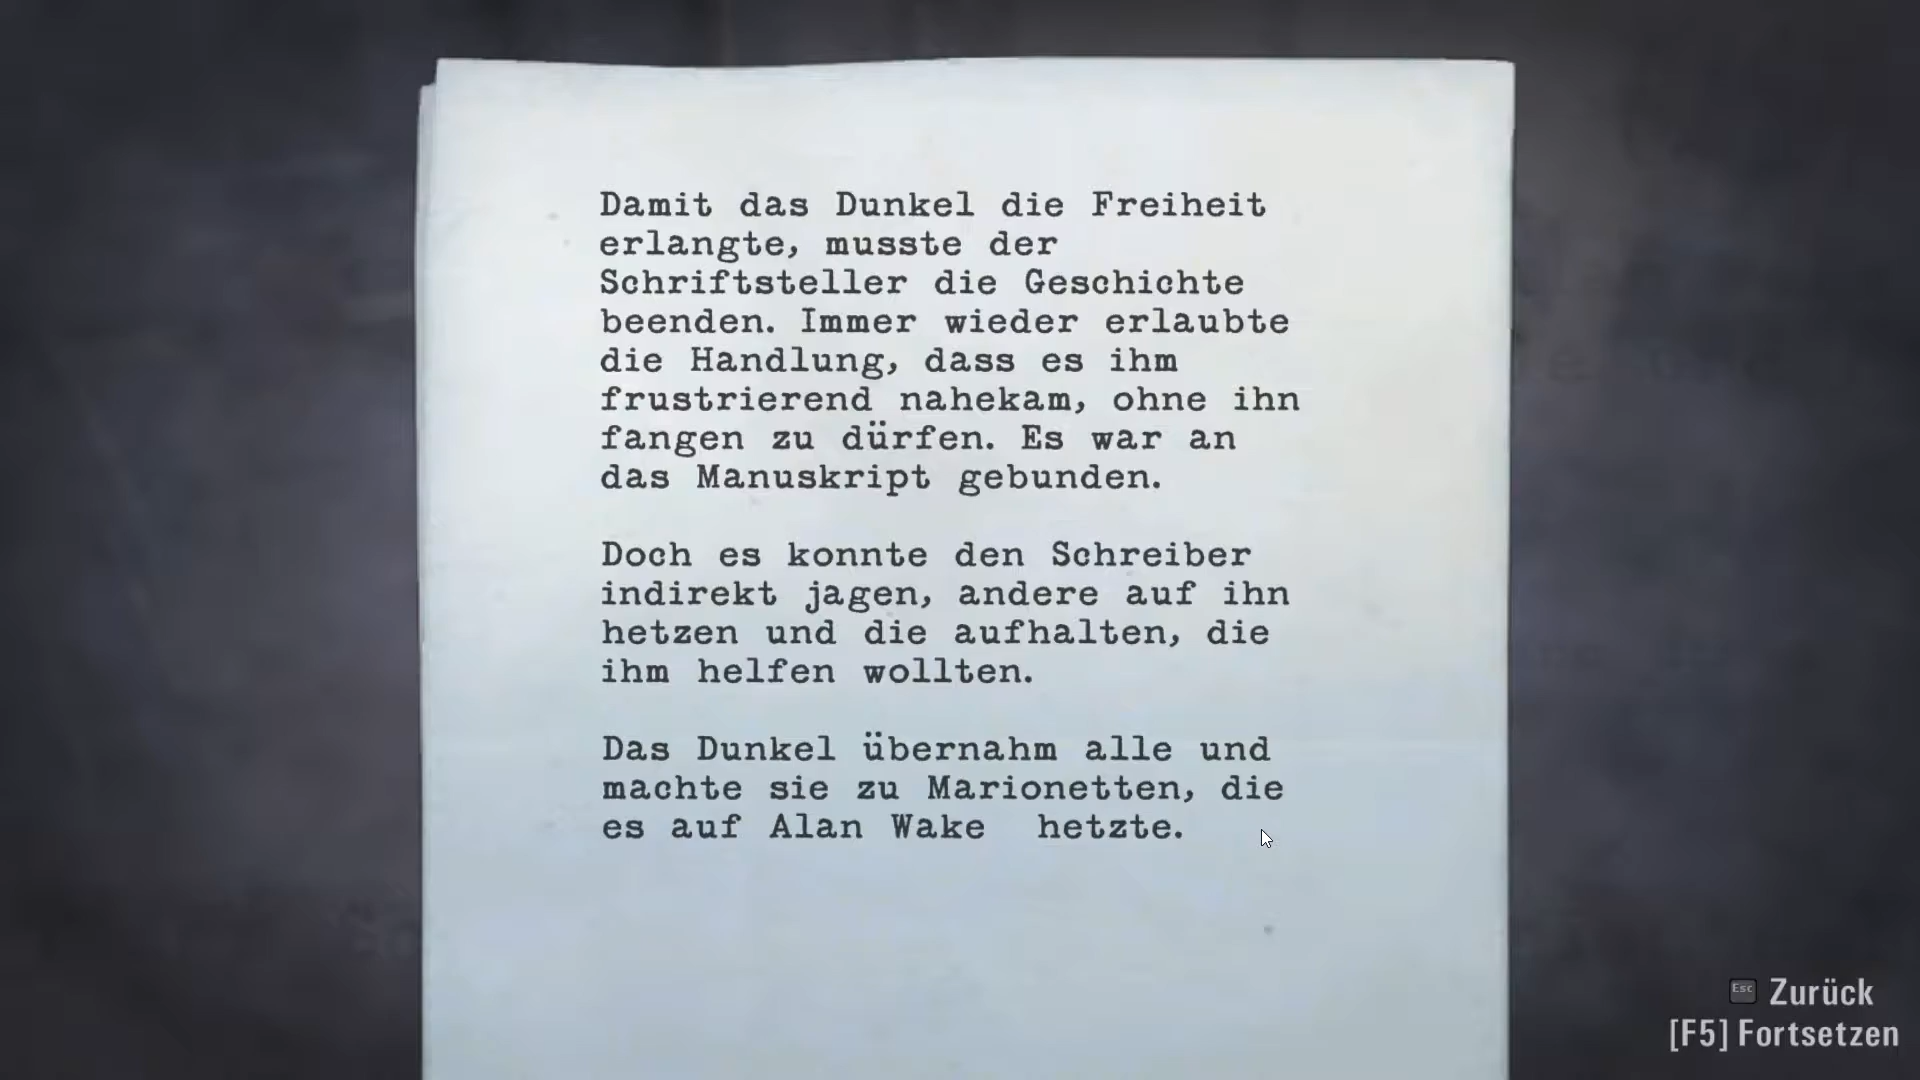 Damit das Dunkel die Freiheit
erlangte, musste der
Schriftsteller die Geschichte
beenden. Immer wieder erlaubte
die Handlung, dass es ihm
frustrierend nahekam, ohne ihn
fangen zu dürfen. Es war an
das Manuskript gebunden.
Doch es konnte den Schreiber
indirekt jagen, andere auf ihn
hetzen und die aufhalten, die
ihm helfen wollten.
Das Dunkel übernahm alle und
machte sie zu Marionetten, die
es auf Alan Wake  hetzte.
Esc Zurück
[F5] Fortsetzen